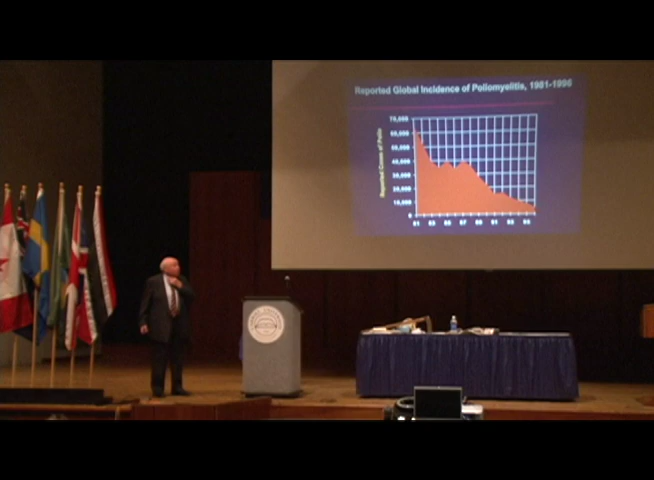 Reported Global Incidence of Poliomyelitis, 1981-1996
Reported Cases of Polio
70,000
60,000
50,000
40,000
30,000
20,000
10,000
0
81 83 85 87 89 91 93 95